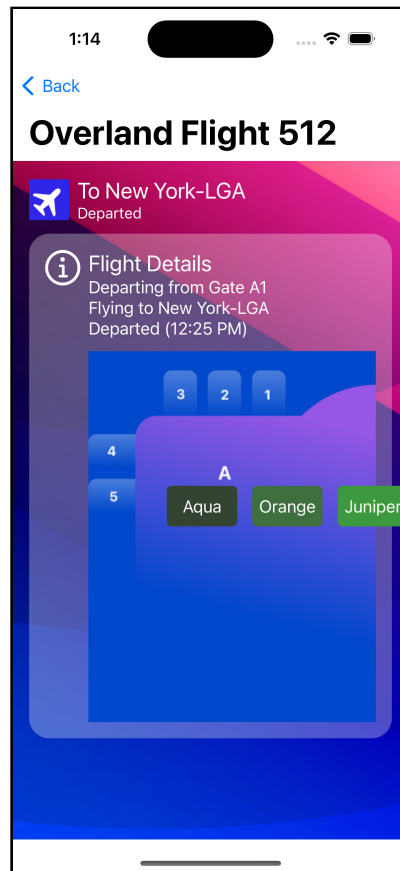 1:14
Back
Overland Flight 512
To New York-LGA
Departed
Flight Details
Departing from Gate A1
Flying to New York-LGA
Departed (12:25 PM)
3 2 1
4
A
5
Aqua Orange Juniper